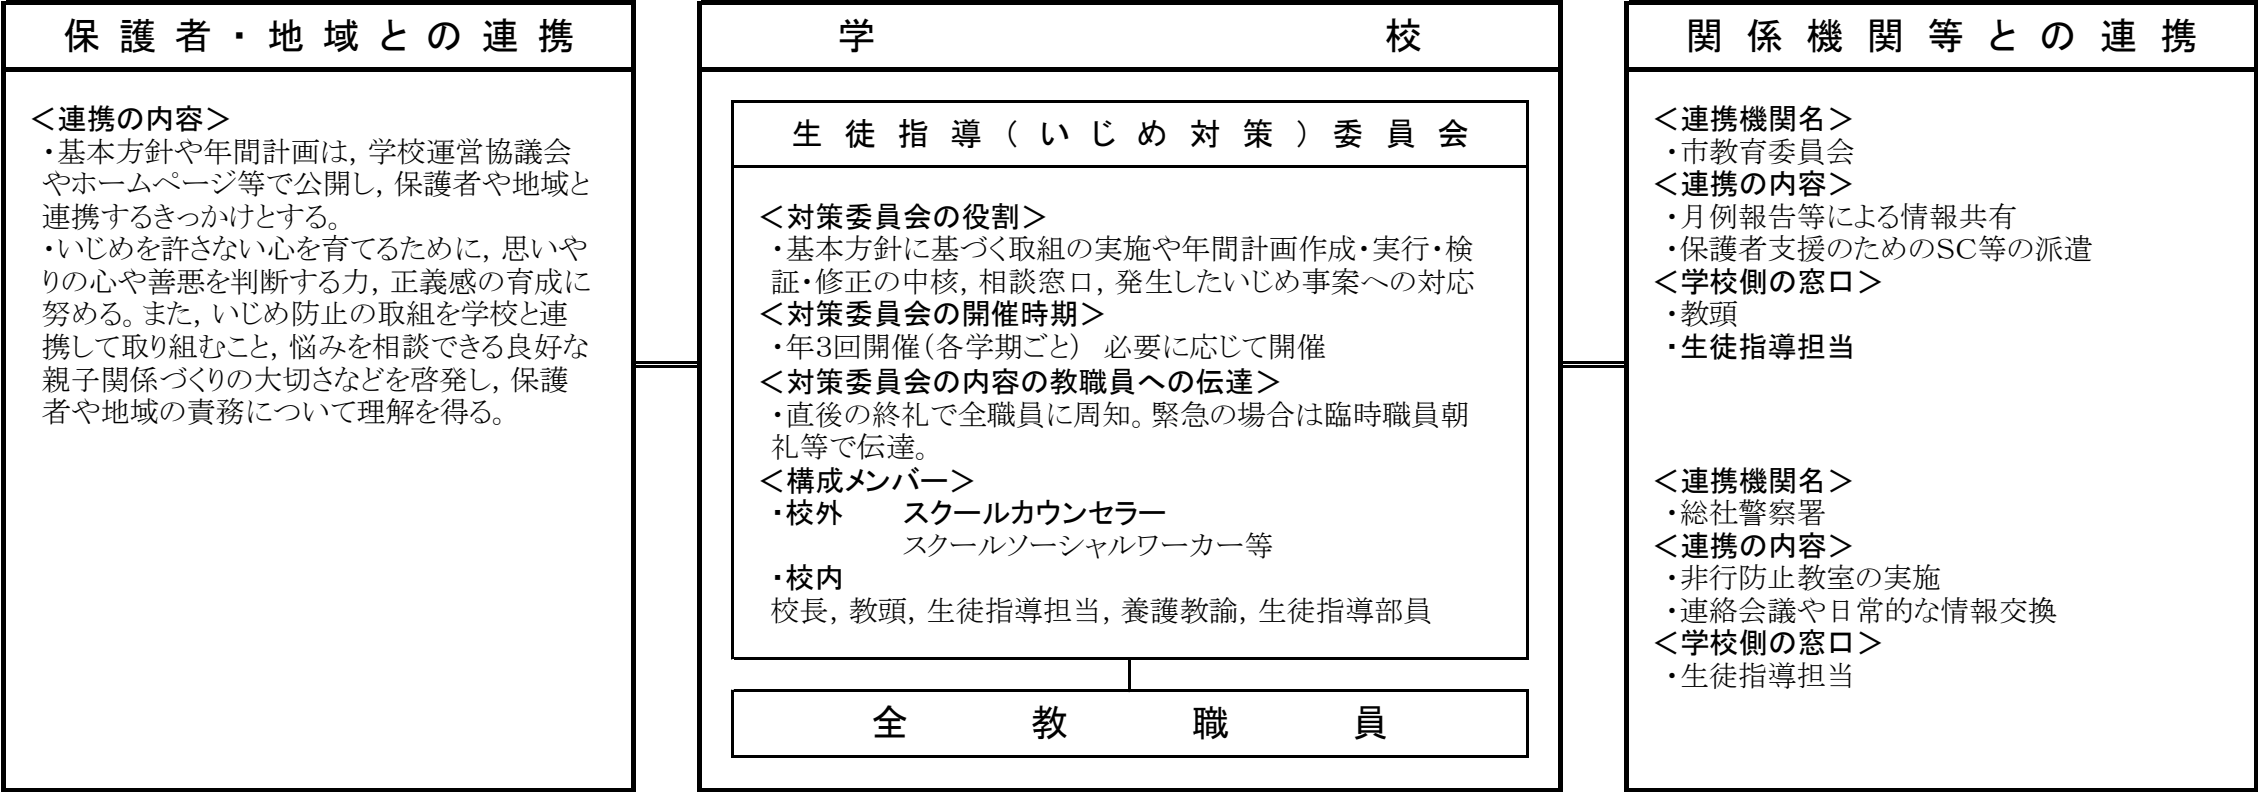 保護者・地域との連携
＜連携の内容＞
・基本方針や年間計画は，学校運営協議会
やホームページ等で公開し，保護者や地域と
連携するきっかけとする。
・いじめを許さない心を育てるために，思いや
りの心や善悪を判断する力，正義感の育成に
努める。また，いじめ防止の取組を学校と連
携して取り組むこと，悩みを相談できる良好な
親子関係づくりの大切さなどを啓発し，保護
者や地域の責務について理解を得る。
学校
生徒指導（いじめ対策）委員会
＜対策委員会の役割＞
・基本方針に基づく取組の実施や年間計画作成・実行・検
証・修正の中核，相談窓口，発生したいじめ事案への対応
＜対策委員会の開催時期＞
・年３回開催（各学期ごと）　必要に応じて開催
＜対策委員会の内容の教職員への伝達＞
・直後の終礼で全職員に周知。緊急の場合は臨時職員朝
礼等で伝達。
＜構成メンバー＞
・校外　　スクールカウンセラー
スクールソーシャルワーカー等
・校内
校長，教頭，生徒指導担当，養護教諭，生徒指導部員
全教職員
関係機関等との連携
＜連携機関名＞
・市教育委員会
＜連携の内容＞
・月例報告等による情報共有
・保護者支援のためのSC等の派遣
＜学校側の窓口＞
・教頭
・生徒指導担当
＜連携機関名＞
・総社警察署
＜連携の内容＞
・非行防止教室の実施
・連絡会議や日常的な情報交換
＜学校側の窓口＞
・生徒指導担当